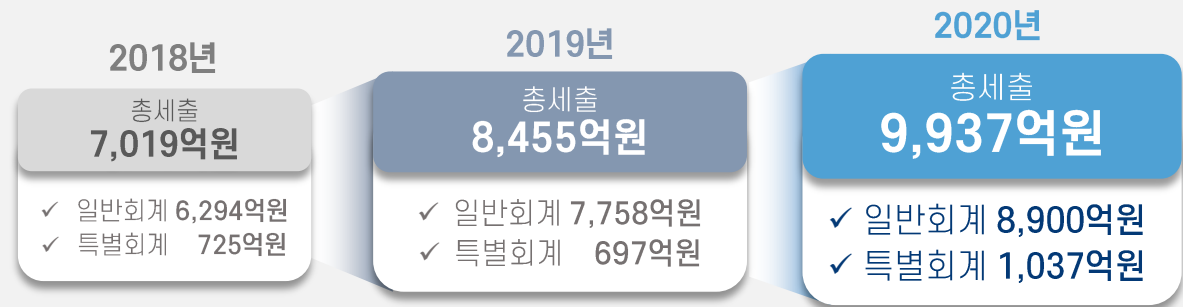 2018년
총세출
7,019억원
✓ 일반회계 6,294억원
✓ 특별회계 725억원
2019년
총세출
8,455억원
✓ 일반회계 7,758억원
✓ 특별회계 697억원
2020년
총세출
9,937억원
✓ 일반회계 8,900억원
✓ 특별회계 1,037억원